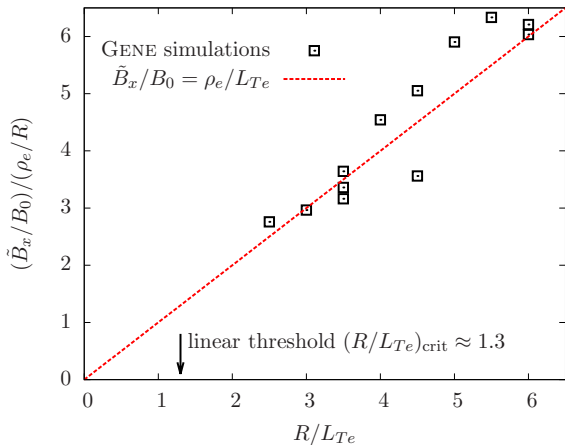 GENE simulations
B̃x/B0 = ρe/LTe
(B̃x/B0)/(ρe/R)
6
5
4
3
2
1
0
linear threshold (R/LTe)crit ≈ 1.3
0 1 2 3 4 5 6
R/LTe